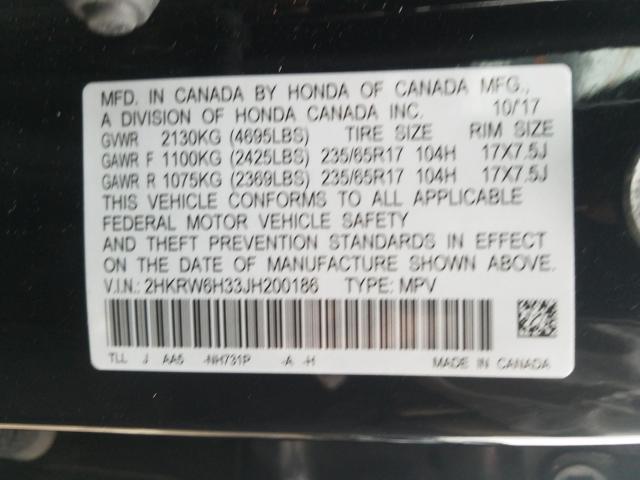 MFD. IN CANADA BY HONDA OF CANADA MFG.,
A DIVISION OF HONDA CANADA INC. 10/17
GVWR 2130KG (4695LBS) TIRE SIZE RIM SIZE
GAWR F 1100KG (2425LBS) 235/65R17 104H 17X7.5J
GAWR R 1075KG (2369LBS) 235/65R17 104H 17X7.5J
THIS VEHICLE CONFORMS TO ALL APPLICABLE
FEDERAL MOTOR VEHICLE SAFETY
AND THEFT PREVENTION STANDARDS IN EFFECT
ON THE DATE OF MANUFACTURE SHOWN ABOVE.
V.I.N.: 2HKRW6H33JH200186 TYPE: MPV
TLL J AA5 -NH731P -A -H MADE IN CANADA